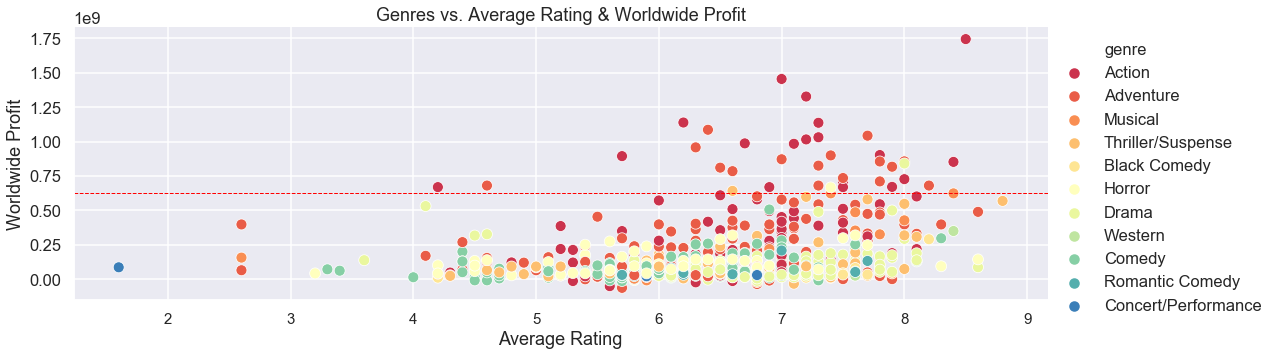 Genres vs. Average Rating & Worldwide Profit
1e9
1.75
1.50
1.25
1.00
0.75
0.50
0.25
0.00
Worldwide Profit
2 3 4 5 6 7 8 9
Average Rating
genre
Action
Adventure
Musical
Thriller/Suspense
Black Comedy
Horror
Drama
Western
Comedy
Romantic Comedy
Concert/Performance